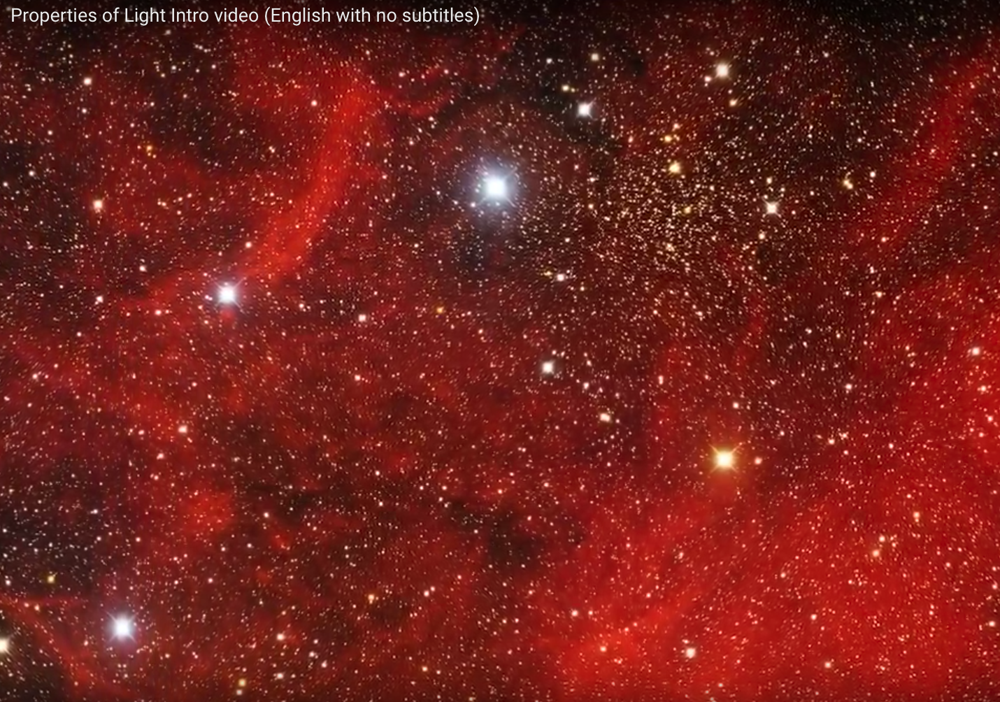 Properties of Light Intro video (English with no subtitles)